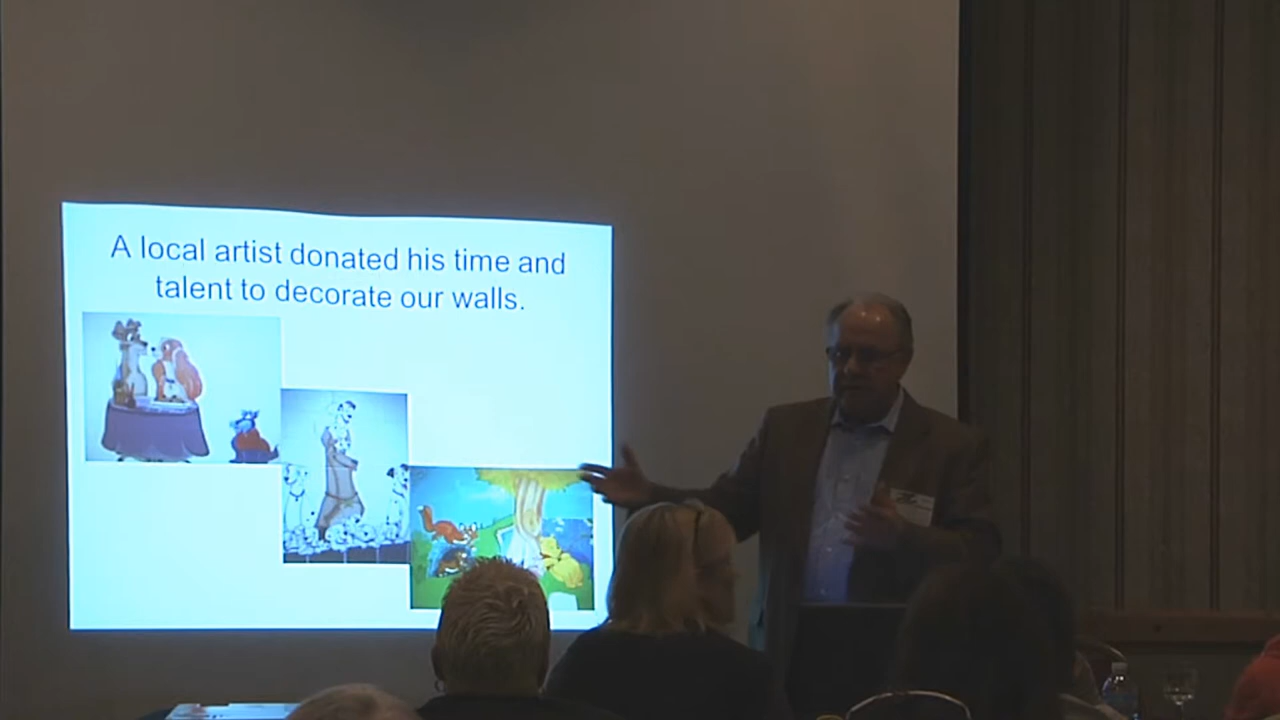 A local artist donated his time and
talent to decorate our walls.